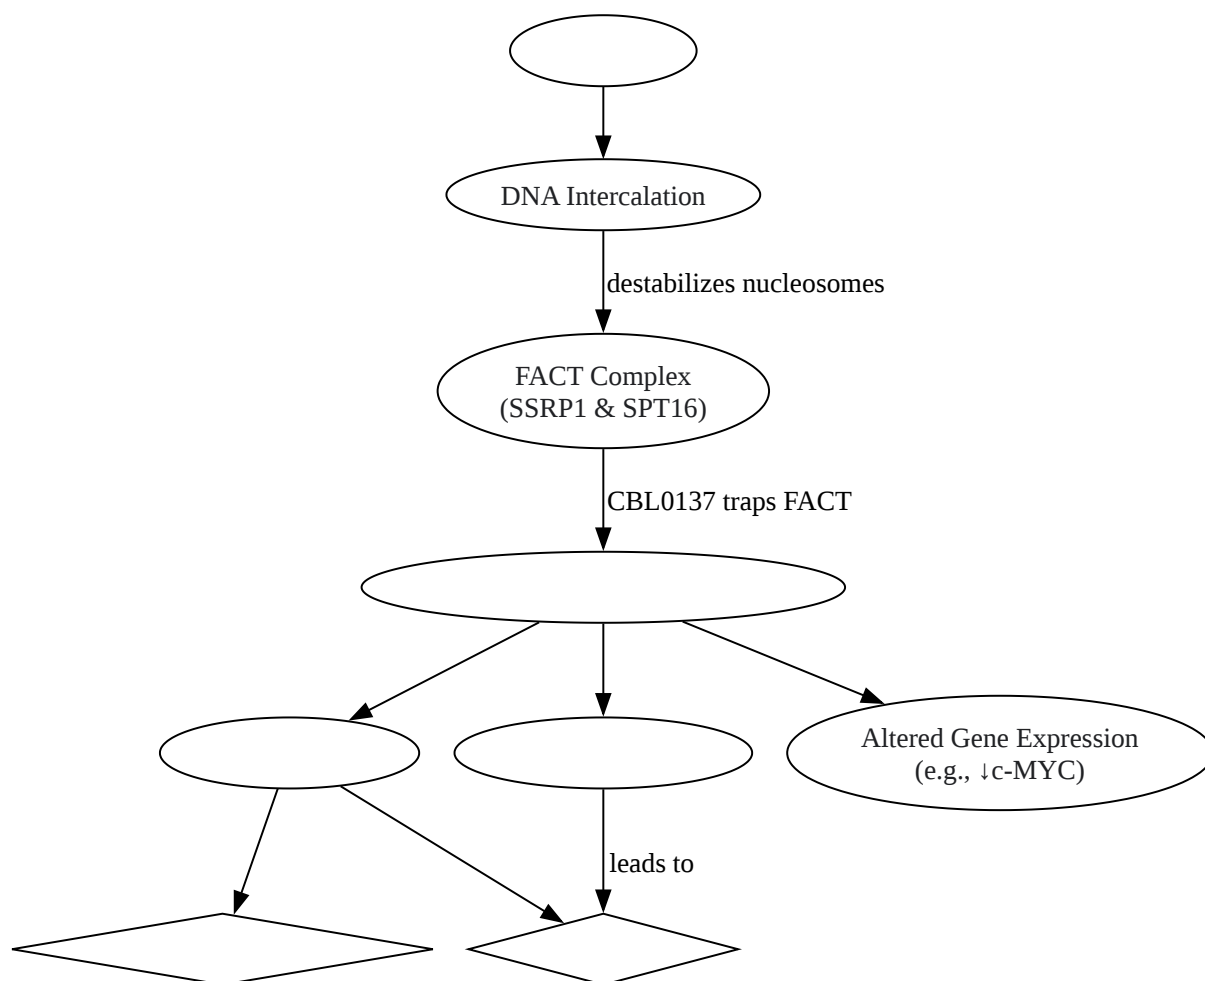 DNA Intercalation
destabilizes nucleosomes
FACT Complex
(SSRP1 & SPT16)
CBL0137 traps FACT
Altered Gene Expression
(e.g., ↓c-MYC)
leads to